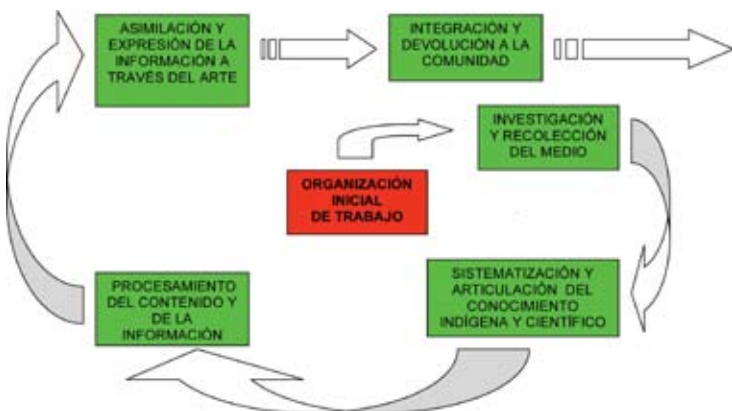 ASIMILACIÓN Y
EXPRESIÓN DE LA
INFORMACIÓN A
TRAVÉS DEL ARTE
INTEGRACIÓN Y
DEVOLUCIÓN A LA
COMUNIDAD
INVESTIGACIÓN
Y RECOLECCIÓN
DEL MEDIO
ORGANIZACIÓN
INICIAL
DE TRABAJO
SISTEMATIZACIÓN Y
ARTICULACIÓN DEL
CONOCIMIENTO
INDÍGENA Y CIENTÍFICO
PROCESAMIENTO
DEL CONTENIDO Y
DE LA
INFORMACIÓN